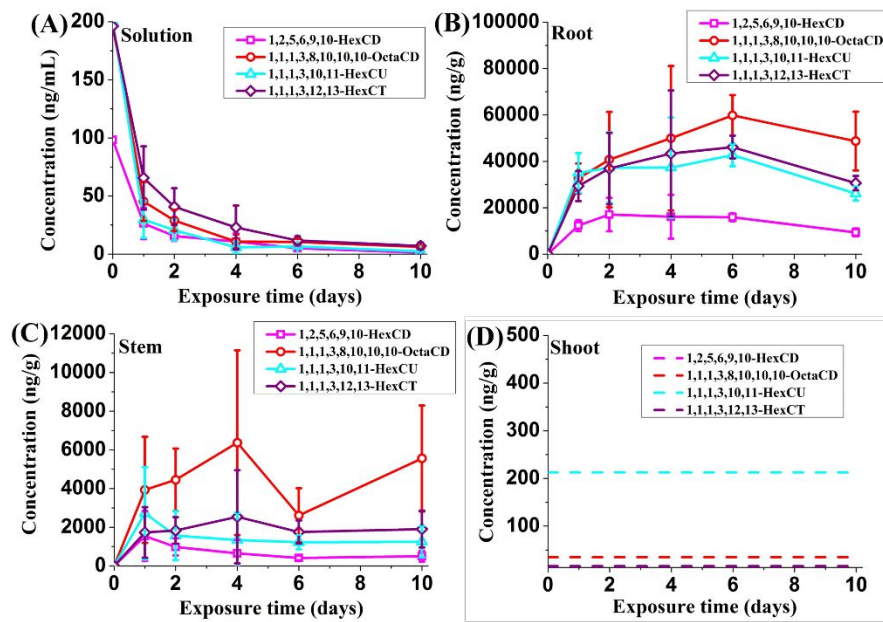 (A)
Solution
1,2,5,6,9,10-HexCD
1,1,1,3,8,10,10,10-OctaCD
1,1,1,3,10,11-HexCU
1,1,1,3,12,13-HexCT
Concentration (ng/mL)
200
150
100
50
0
0 2 4 6 8 10
Exposure time (days)
(B)
Root
1,2,5,6,9,10-HexCD
1,1,1,3,8,10,10,10-OctaCD
1,1,1,3,10,11-HexCU
1,1,1,3,12,13-HexCT
Concentration (ng/g)
100000
80000
60000
40000
20000
0
0 2 4 6 8 10
Exposure time (days)
(C)
Stem
1,2,5,6,9,10-HexCD
1,1,1,3,8,10,10,10-OctaCD
1,1,1,3,10,11-HexCU
1,1,1,3,12,13-HexCT
Concentration (ng/g)
12000
10000
8000
6000
4000
2000
0
0 2 4 6 8 10
Exposure time (days)
(D)
Shoot
1,2,5,6,9,10-HexCD
1,1,1,3,8,10,10,10-OctaCD
1,1,1,3,10,11-HexCU
1,1,1,3,12,13-HexCT
Concentration (ng/g)
500
400
300
200
100
0 2 4 6 8 10
Exposure time (days)